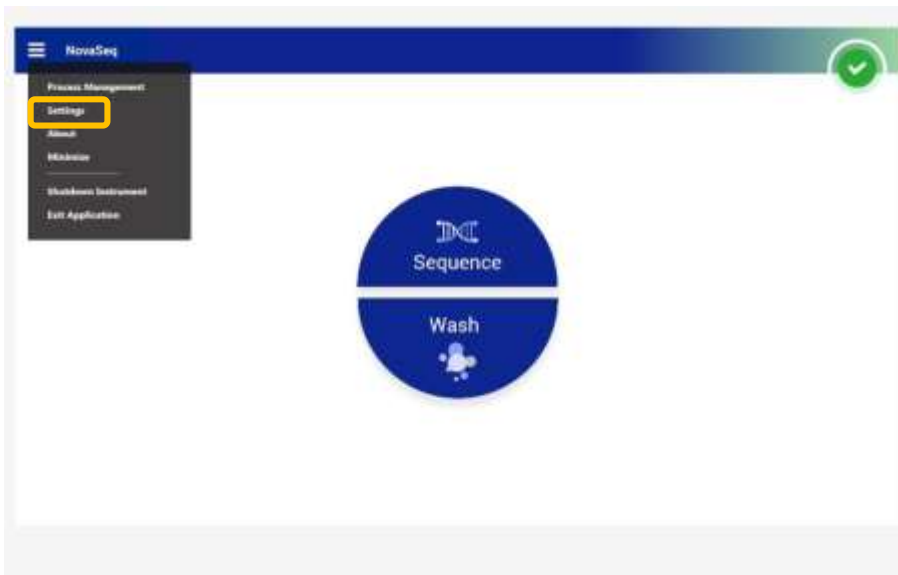 NovaSeq
Process Management
Settings
About
Minimize
Shutdown Instrument
Exit Application
Sequence
Wash